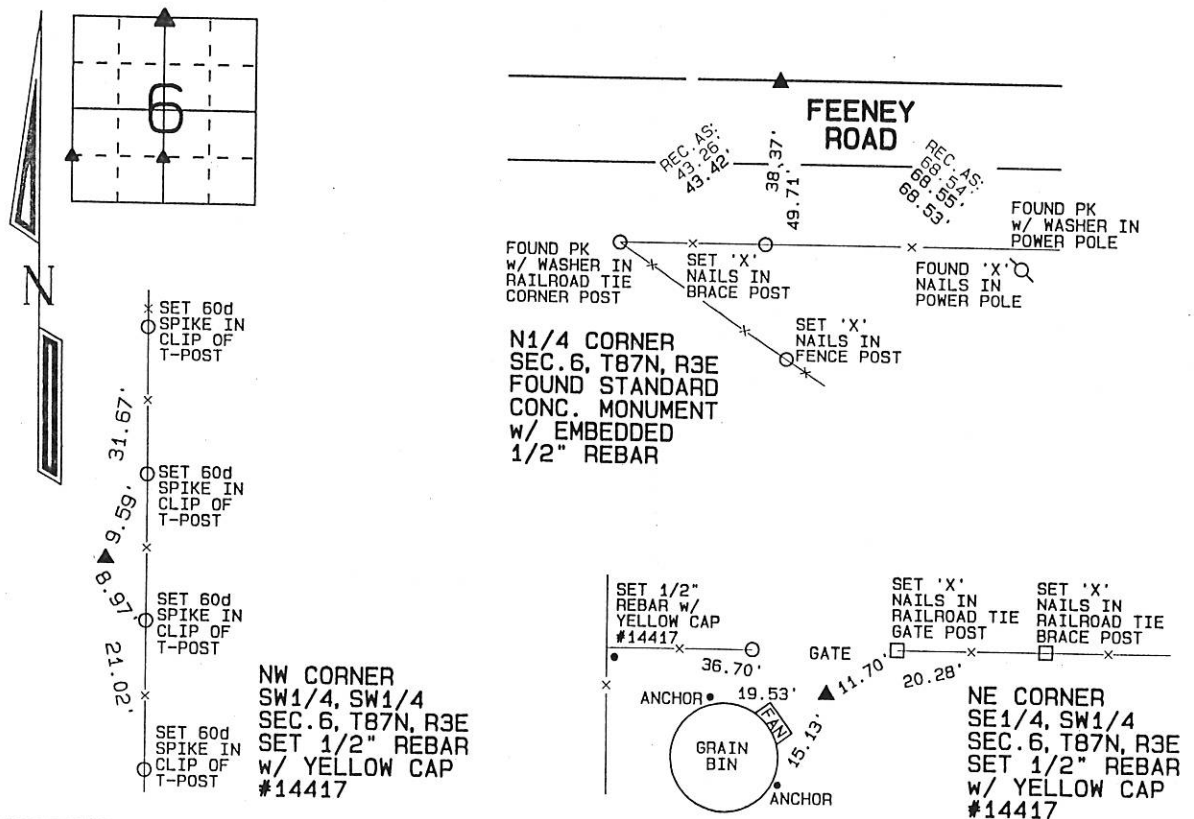 6
N
FEENEY
ROAD
REC. AS:
43.26'
43.42'
38.37'
49.71'
REC. AS:
68.54'
68.55'
68.53'
FOUND PK
W/ WASHER IN
POWER POLE
FOUND PK
W/ WASHER IN
RAILROAD TIE
CORNER POST
SET 'X'
NAILS IN
BRACE POST
FOUND 'X'
NAILS IN
POWER POLE
SET 'X'
NAILS IN
FENCE POST
N1/4 CORNER
SEC.6, T87N, R3E
FOUND STANDARD
CONC. MONUMENT
W/ EMBEDDED
1/2" REBAR
SET 60d
SPIKE IN
CLIP OF
T-POST
31.67'
SET 60d
SPIKE IN
CLIP OF
T-POST
9.59'
8.97'
SET 60d
SPIKE IN
CLIP OF
T-POST
21.02'
SET 60d
SPIKE IN
CLIP OF
T-POST
NW CORNER
SW1/4, SW1/4
SEC.6, T87N, R3E
SET 1/2" REBAR
W/ YELLOW CAP
#14417
SET 1/2"
REBAR W/
YELLOW CAP
#14417
36.70'
GATE
SET 'X'
NAILS IN
RAILROAD TIE
GATE POST
SET 'X'
NAILS IN
RAILROAD TIE
BRACE POST
11.70'
20.28'
ANCHOR
19.53'
FAN
15.13'
GRAIN
BIN
ANCHOR
NE CORNER
SE1/4, SW1/4
SEC.6, T87N, R3E
SET 1/2" REBAR
W/ YELLOW CAP
#14417